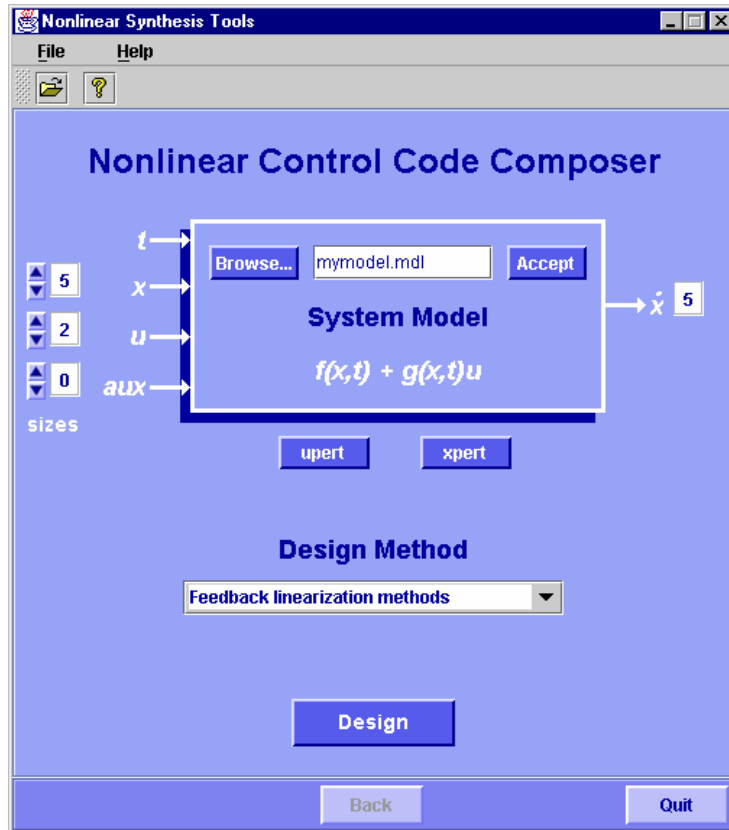 Nonlinear Synthesis Tools
File Help
Nonlinear Control Code Composer
t
Browse... mymodel.mdl Accept
5 x
System Model
ẋ 5
2 u
f(x,t) + g(x,t)u
0 aux
sizes
upert xpert
Design Method
Feedback linearization methods
Design
Back Quit